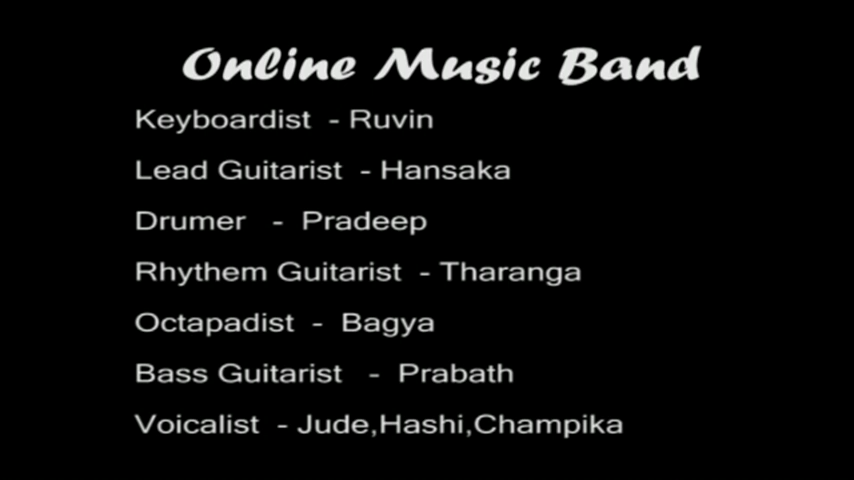 Online Music Band
Keyboardist - Ruvin
Lead Guitarist - Hansaka
Drumer - Pradeep
Rhythem Guitarist - Tharanga
Octapadist - Bagya
Bass Guitarist - Prabath
Voicalist - Jude,Hashi,Champika